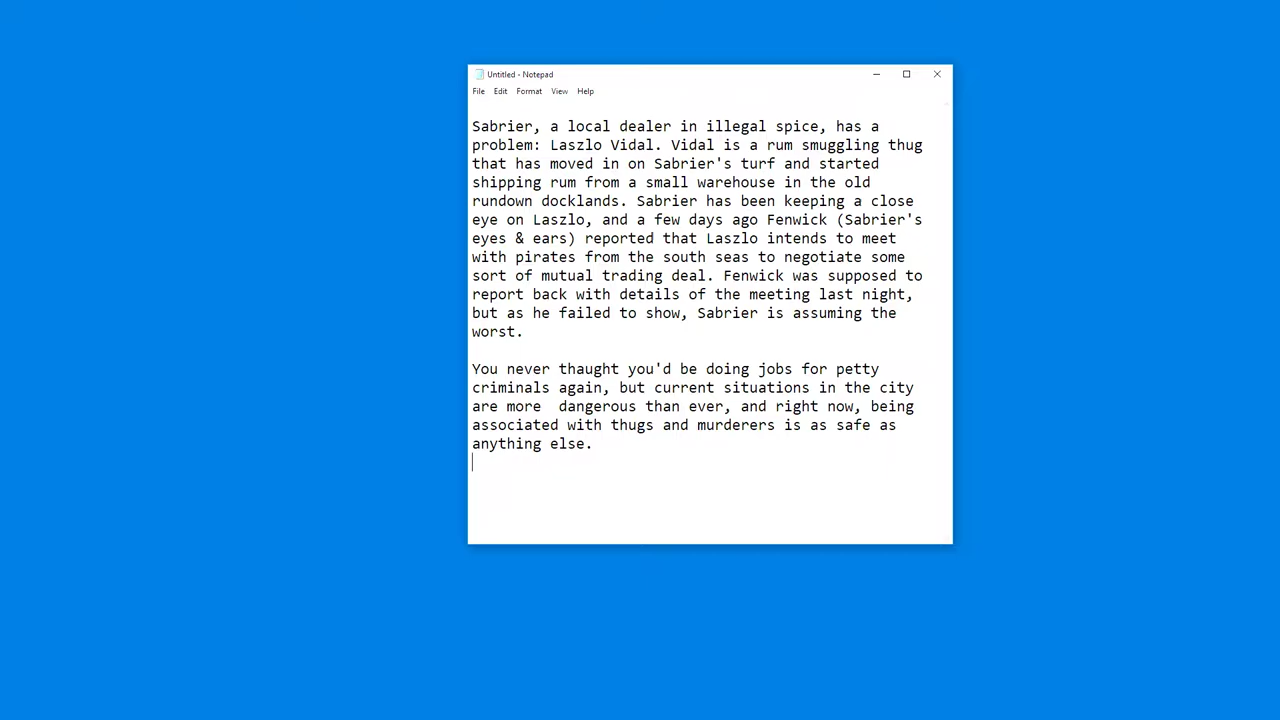 Untitled - Notepad
File Edit Format View Help
Sabrier, a local dealer in illegal spice, has a
problem: Laszlo Vidal. Vidal is a rum smuggling thug
that has moved in on Sabrier's turf and started
shipping rum from a small warehouse in the old
rundown docklands. Sabrier has been keeping a close
eye on Laszlo, and a few days ago Fenwick (Sabrier's
eyes & ears) reported that Laszlo intends to meet
with pirates from the south seas to negotiate some
sort of mutual trading deal. Fenwick was supposed to
report back with details of the meeting last night,
but as he failed to show, Sabrier is assuming the
worst.
You never thaught you'd be doing jobs for petty
criminals again, but current situations in the city
are more  dangerous than ever, and right now, being
associated with thugs and murderers is as safe as
anything else.